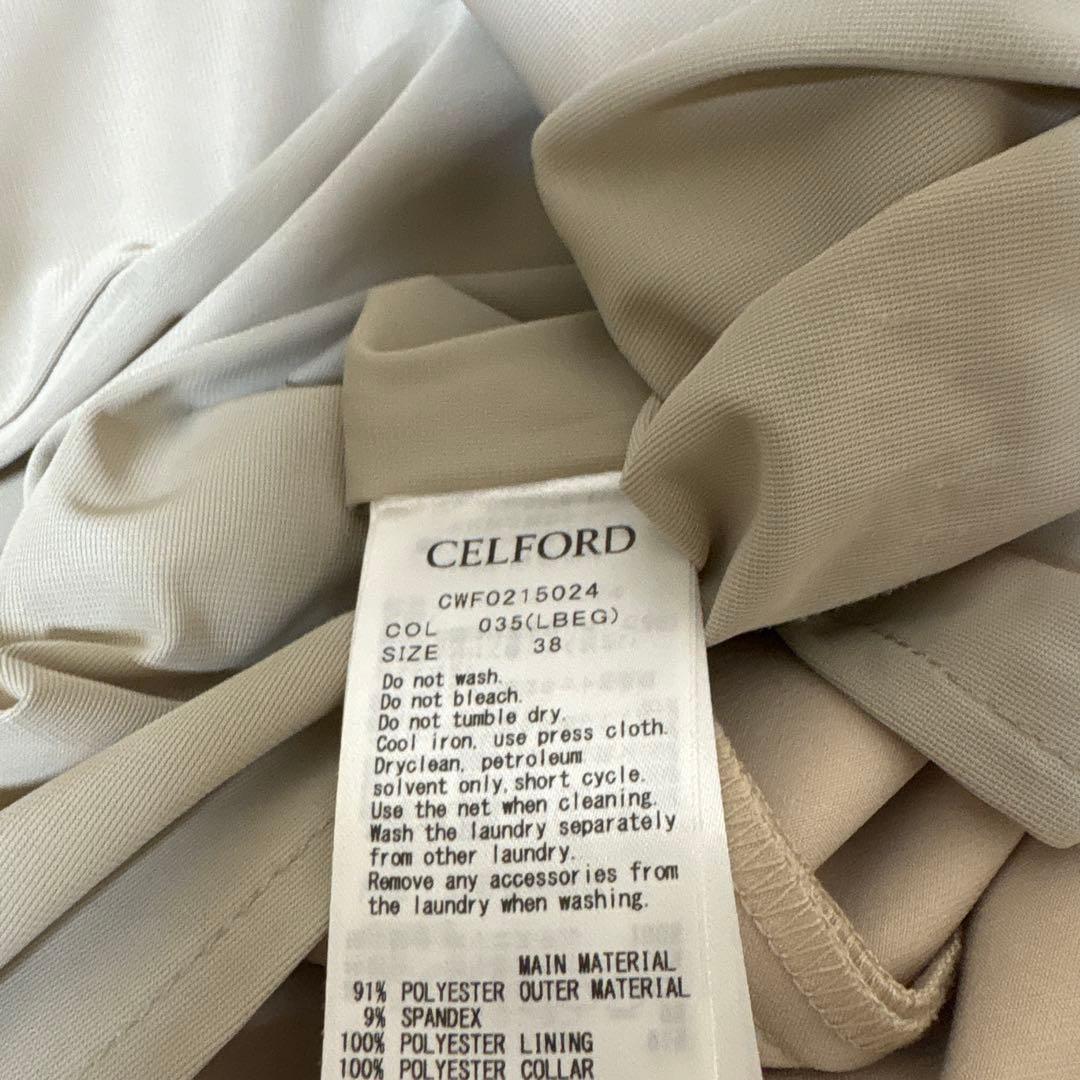 CELFORD
CWF0215024
COL 035(LBEG)
SIZE 38
Do not wash.
Do not bleach.
Do not tumble dry.
Cool iron, use press cloth.
Dryclean, petroleum
solvent only, short cycle.
Use the net when cleaning.
Wash the laundry separately
from other laundry.
Remove any accessories from
the laundry when washing.
MAIN MATERIAL
91% POLYESTER OUTER MATERIAL
9% SPANDEX
100% POLYESTER LINING
100% POLYESTER COLLAR